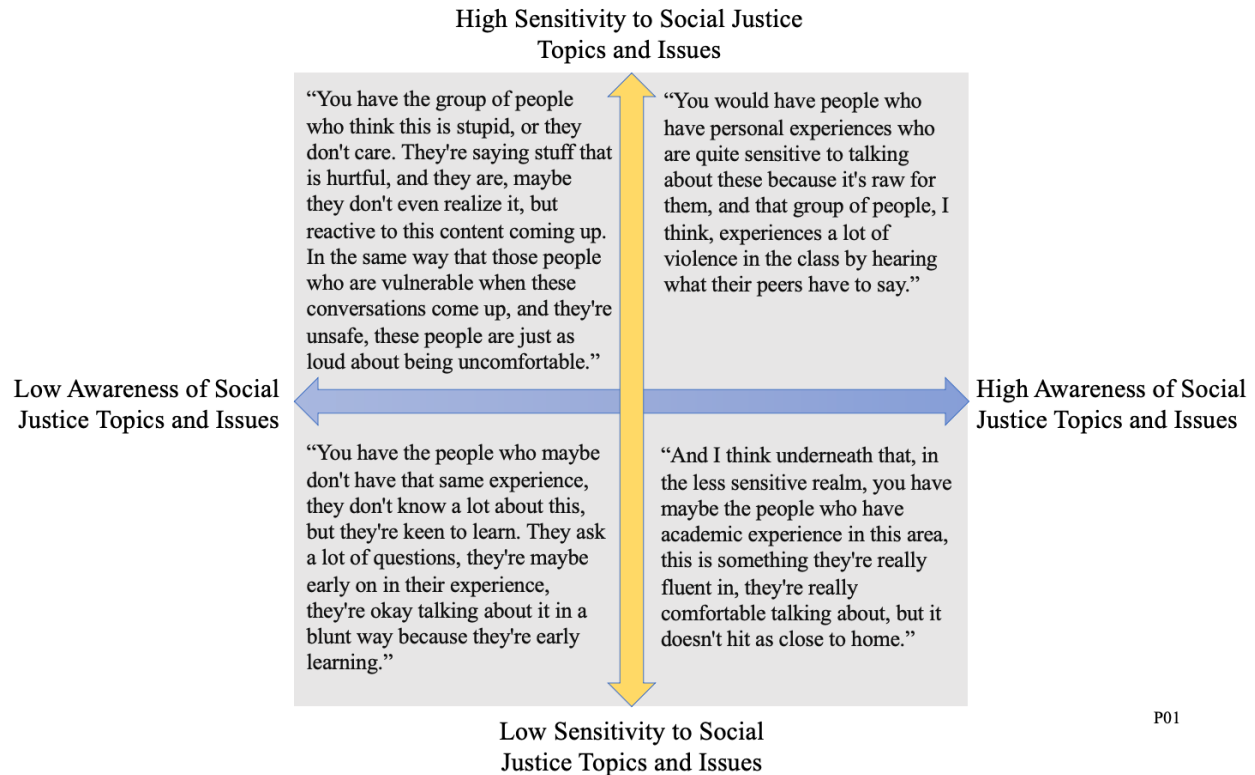 High Sensitivity to Social Justice
Topics and Issues
“You have the group of people
who think this is stupid, or they
don't care. They're saying stuff that
is hurtful, and they are, maybe
they don't even realize it, but
reactive to this content coming up.
In the same way that those people
who are vulnerable when these
conversations come up, and they're
unsafe, these people are just as
loud about being uncomfortable.”
“You would have people who
have personal experiences who
are quite sensitive to talking
about these because it's raw for
them, and that group of people, I
think, experiences a lot of
violence in the class by hearing
what their peers have to say.”
Low Awareness of Social
Justice Topics and Issues
High Awareness of Social
Justice Topics and Issues
“You have the people who maybe
don't have that same experience,
they don't know a lot about this,
but they're keen to learn. They ask
a lot of questions, they're maybe
early on in their experience,
they're okay talking about it in a
blunt way because they're early
learning.”
“And I think underneath that, in
the less sensitive realm, you have
maybe the people who have
academic experience in this area,
this is something they're really
fluent in, they're really
comfortable talking about, but it
doesn't hit as close to home.”
Low Sensitivity to Social
Justice Topics and Issues
P01